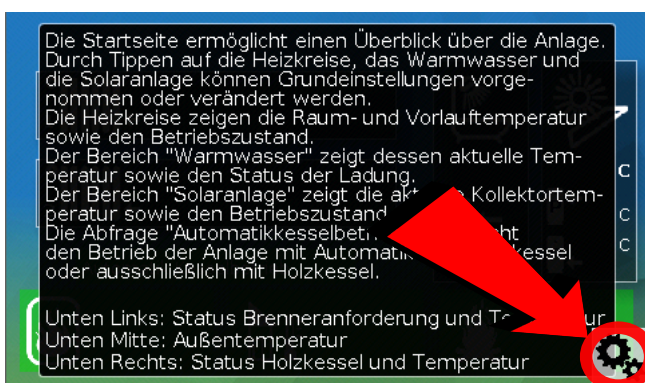 Die Startseite ermöglicht einen Überblick über die Anlage.
Durch Tippen auf die Heizkreise, das Warmwasser und
die Solaranlage können Grundeinstellungen vorge-
nommen oder verändert werden.
Die Heizkreise zeigen die Raum- und Vorlauftemperatur
sowie den Betriebszustand.
Der Bereich "Warmwasser" zeigt dessen aktuelle Tem-
peratur sowie den Status der Ladung.
Der Bereich "Solaranlage" zeigt die Kollektortem-
peratur sowie den Betriebszustand
Die Abfrage
den Betrieb der Anlage mit
oder ausschließlich mit Holzkessel.
Unten Links: Status Brenneranforderung und
Unten Mitte: Außentemperatur
Unten Rechts: Status Holzkessel und Temperatur
C
C
C